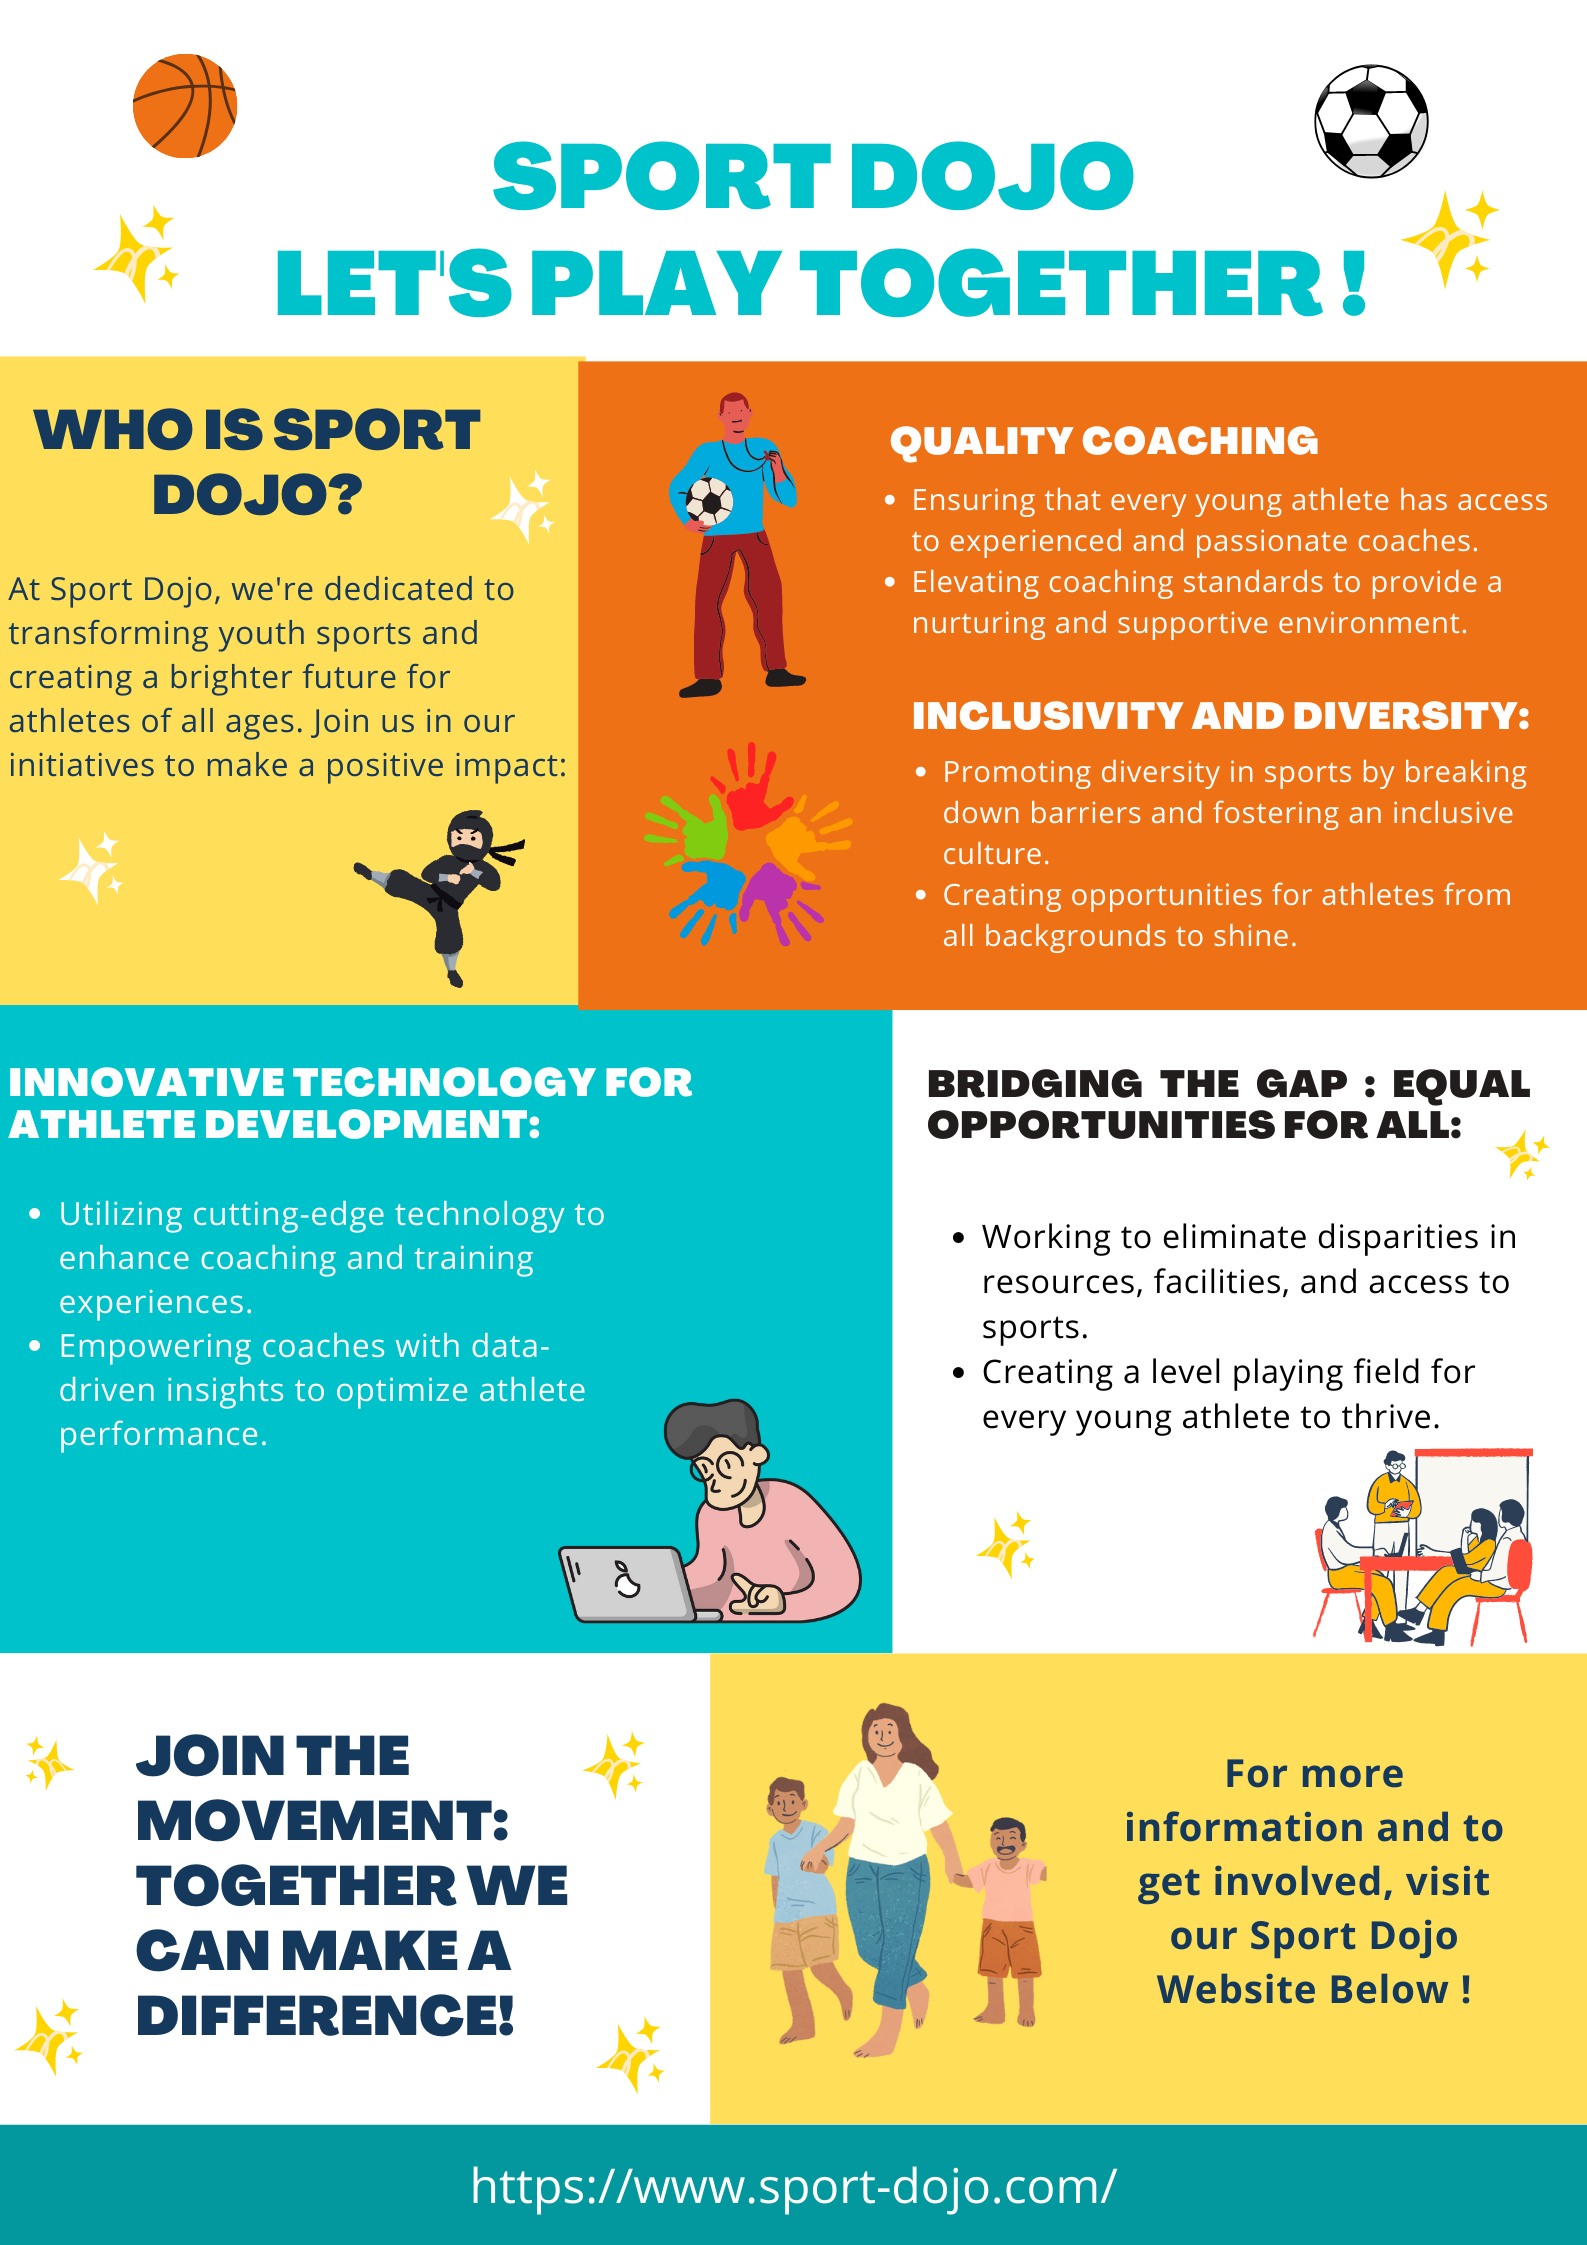 SPORT DOJO
LET'S PLAY TOGETHER !
WHO IS SPORT
DOJO?
At Sport Dojo, we're dedicated to
transforming youth sports and
creating a brighter future for
athletes of all ages. Join us in our
initiatives to make a positive impact:
QUALITY COACHING
• Ensuring that every young athlete has access
to experienced and passionate coaches.
• Elevating coaching standards to provide a
nurturing and supportive environment.
INCLUSIVITY AND DIVERSITY:
• Promoting diversity in sports by breaking
down barriers and fostering an inclusive
culture.
• Creating opportunities for athletes from
all backgrounds to shine.
INNOVATIVE TECHNOLOGY FOR
ATHLETE DEVELOPMENT:
• Utilizing cutting-edge technology to
enhance coaching and training
experiences.
• Empowering coaches with data-
driven insights to optimize athlete
performance.
BRIDGING THE GAP : EQUAL
OPPORTUNITIES FOR ALL:
• Working to eliminate disparities in
resources, facilities, and access to
sports.
• Creating a level playing field for
every young athlete to thrive.
JOIN THE
MOVEMENT:
TOGETHER WE
CAN MAKE A
DIFFERENCE!
For more
information and to
get involved, visit
our Sport Dojo
Website Below !
https://www.sport-dojo.com/